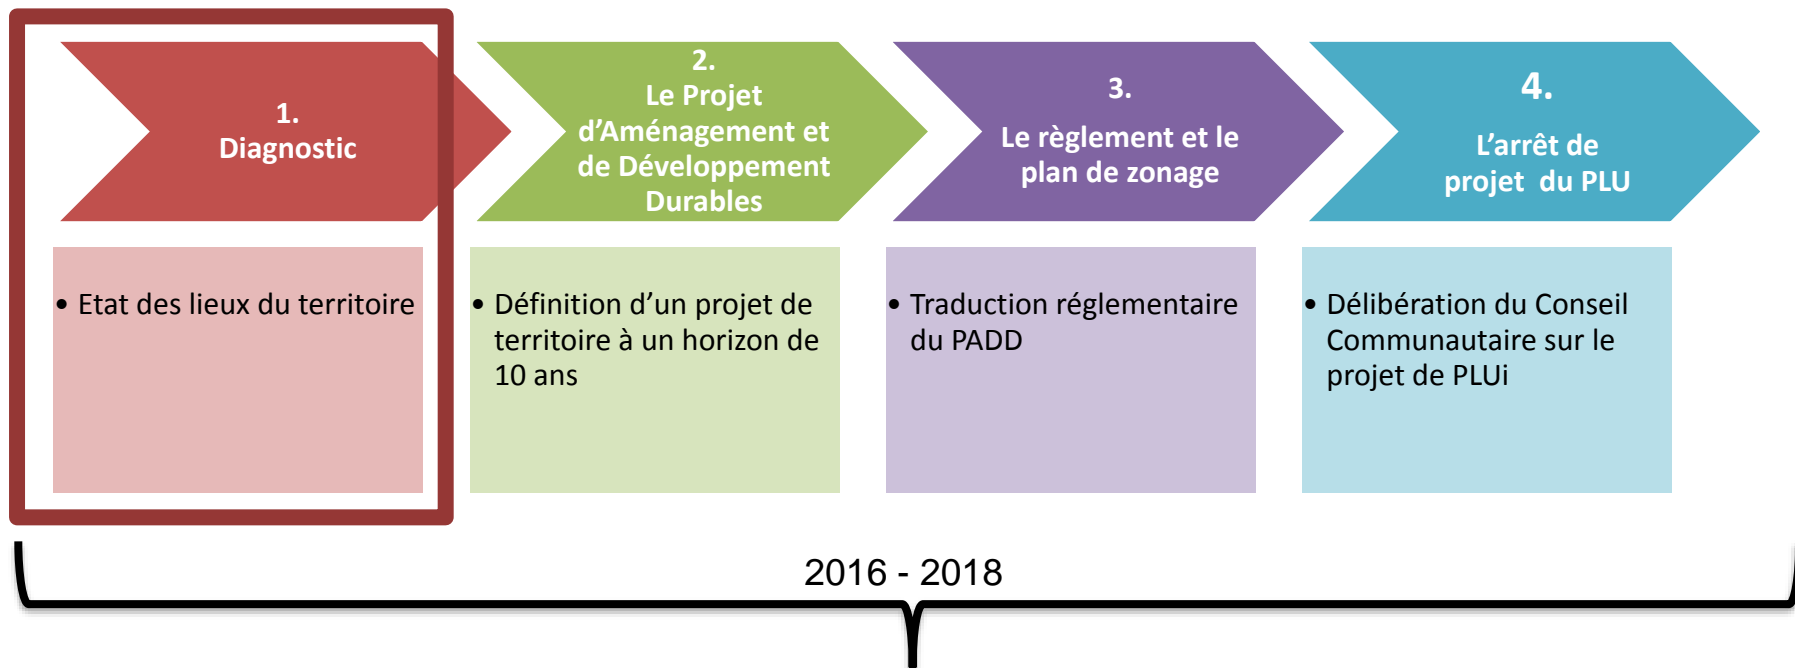 1.
Diagnostic
• Etat des lieux du territoire
2.
Le Projet
d’Aménagement et
de Développement
Durables
• Définition d’un projet de
territoire à un horizon de
10 ans
3.
Le règlement et le
plan de zonage
• Traduction réglementaire
du PADD
4.
L’arrêt de
projet  du PLU
• Délibération du Conseil
Communautaire sur le
projet de PLUi
2016 - 2018